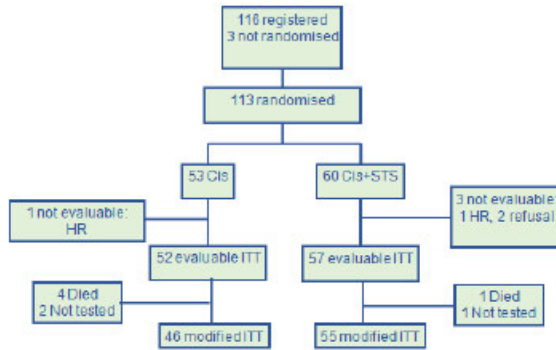 116 registered
3 not randomised
113 randomised
53 Cis
60 Cis+STS
1 not evaluable:
HR
3 not evaluable:
1 HR, 2 refusal
52 evaluable ITT
57 evaluable ITT
4 Died
2 Not tested
1 Died
1 Not tested
46 modified ITT
55 modified ITT